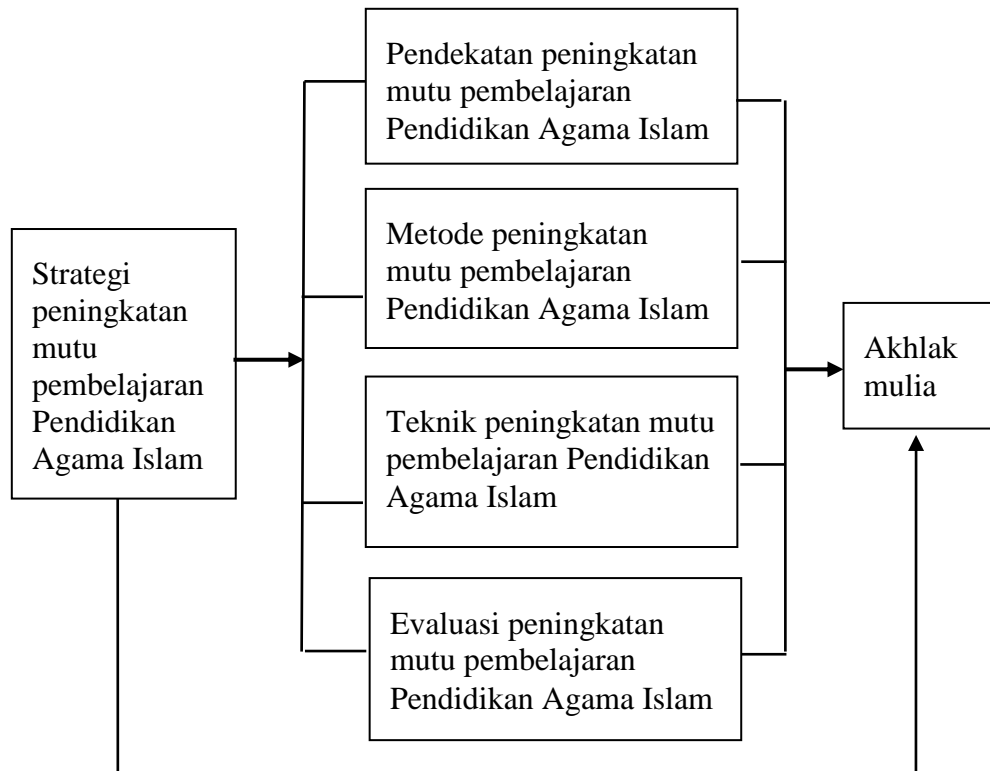 Pendekatan peningkatan
mutu pembelajaran
Pendidikan Agama Islam
Metode peningkatan
mutu pembelajaran
Pendidikan Agama Islam
Strategi
peningkatan
mutu
pembelajaran
Pendidikan
Agama Islam
Teknik peningkatan mutu
pembelajaran Pendidikan
Agama Islam
Evaluasi peningkatan
mutu pembelajaran
Pendidikan Agama Islam
Akhlak
mulia